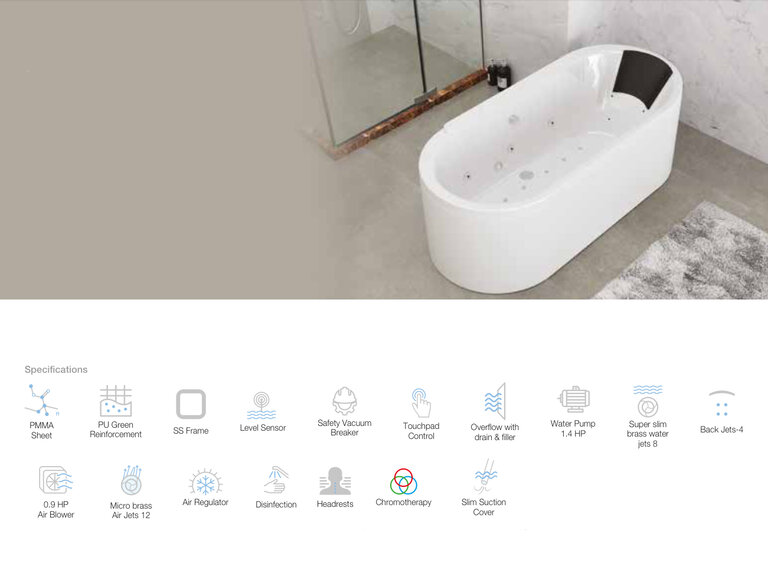 Specifications
PMMA
Sheet
PU Green
Reinforcement
SS Frame
Level Sensor
Safety Vacuum
Breaker
Touchpad
Control
Overflow with
drain & filler
Water Pump
1.4 HP
Super slim
brass water
jets 8
Back Jets-4
0.9 HP
Air Blower
Micro brass
Air Jets 12
Air Regulator
Disinfection
Headrests
Chromotherapy
Slim Suction
Cover